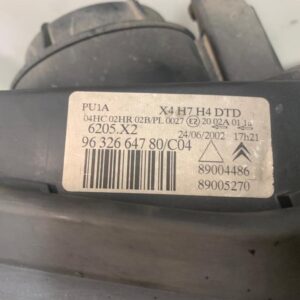 PU1A X4 H7 H4 DTD
04HC 02HR 02B/PL 0027 E2 20 02A 01 1a
6205.X2 24/06/2002 17h21
96 326 647 80/C04
89004486
89005270